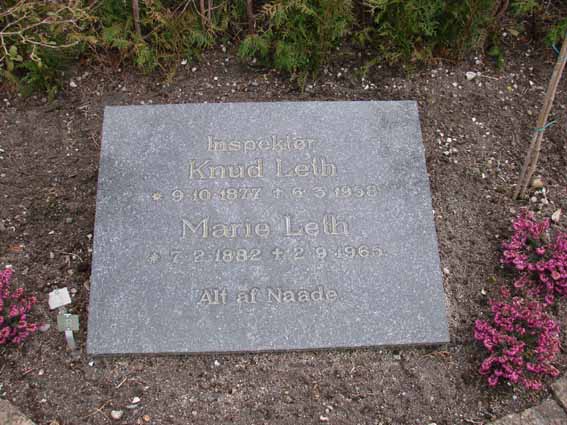 Inspektør
Knud Leth
* 9·10·1877 + 6·3·1938
Marie Leth
* 7·2·1882 + 2·9·1965
Alt af Naade